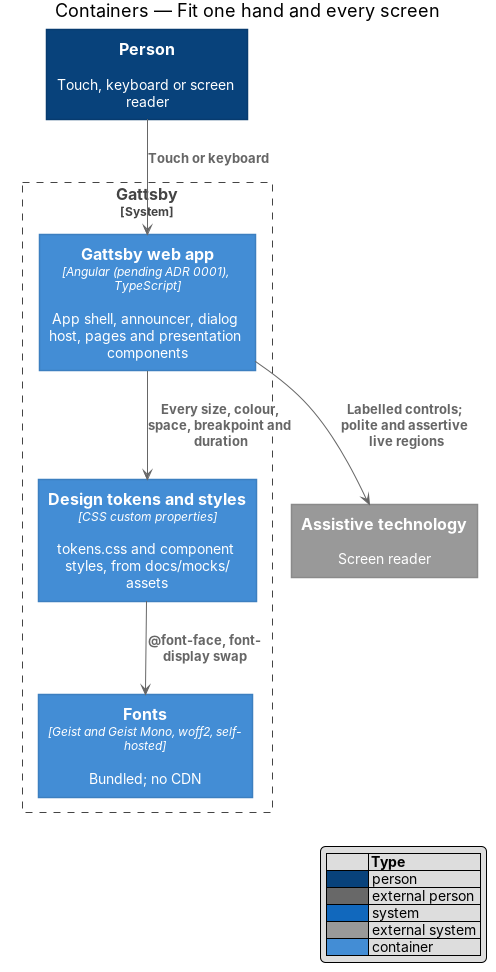 Containers — Fit one hand and every screen
Person
Touch, keyboard or screen
reader
Touch or keyboard
Gattsby
[System]
Gattsby web app
[Angular (pending ADR 0001),
TypeScript]
App shell, announcer, dialog
host, pages and presentation
components
Every size, colour,
space, breakpoint and
duration
Labelled controls;
polite and assertive
live regions
Design tokens and styles
[CSS custom properties]
tokens.css and component
styles, from docs/mocks/
assets
Assistive technology
Screen reader
@font-face, font-
display swap
Fonts
[Geist and Geist Mono, woff2, self-
hosted]
Bundled; no CDN
Type
person
external person
system
external system
container